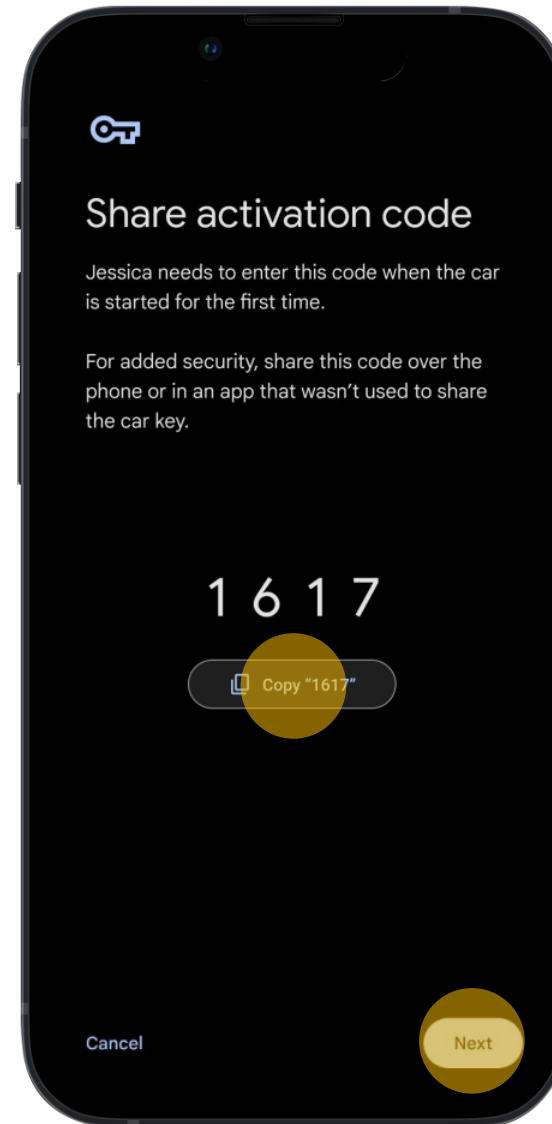 Share activation code
Jessica needs to enter this code when the car
is started for the first time.
For added security, share this code over the
phone or in an app that wasn’t used to share
the car key.
1 6 1 7
Copy “1617”
Cancel
Next